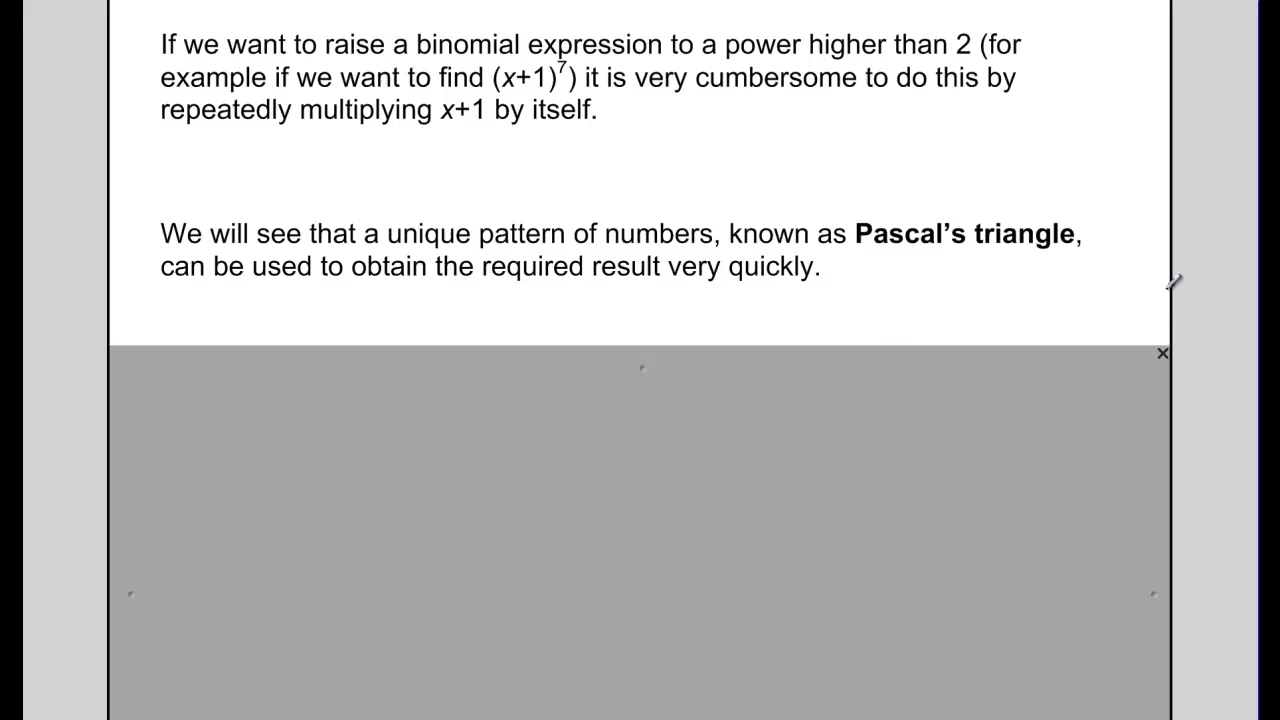 If we want to raise a binomial expression to a power higher than 2 (for
example if we want to find (x+1)⁷) it is very cumbersome to do this by
repeatedly multiplying x+1 by itself.
We will see that a unique pattern of numbers, known as Pascal’s triangle,
can be used to obtain the required result very quickly.